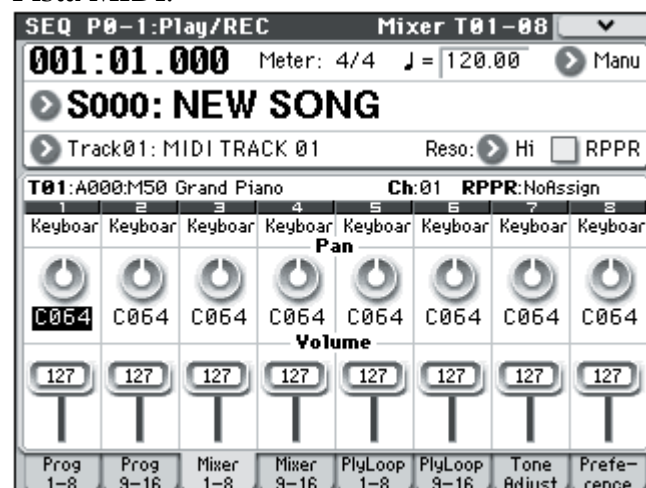 SEQ P0-1:Play/REC Mixer T01-08
001:01.000 Meter: 4/4 ♩= 120.00 Manu
S000: NEW SONG
Track01: MIDI TRACK 01 Reso: Hi RPPR
T01:A000:M50 Grand Piano Ch:01 RPPR:NoAssign
1 2 3 4 5 6 7 8
Keyboar Keyboar Keyboar Keyboar Keyboar Keyboar Keyboar Keyboar
Pan
C064 C064 C064 C064 C064 C064 C064 C064
Volume
127 127 127 127 127 127 127 127
Prog Prog Mixer Mixer PlyLoop PlyLoop Tone Prefe-
1-8 9-16 1-8 9-16 1-8 9-16 Adjust rence